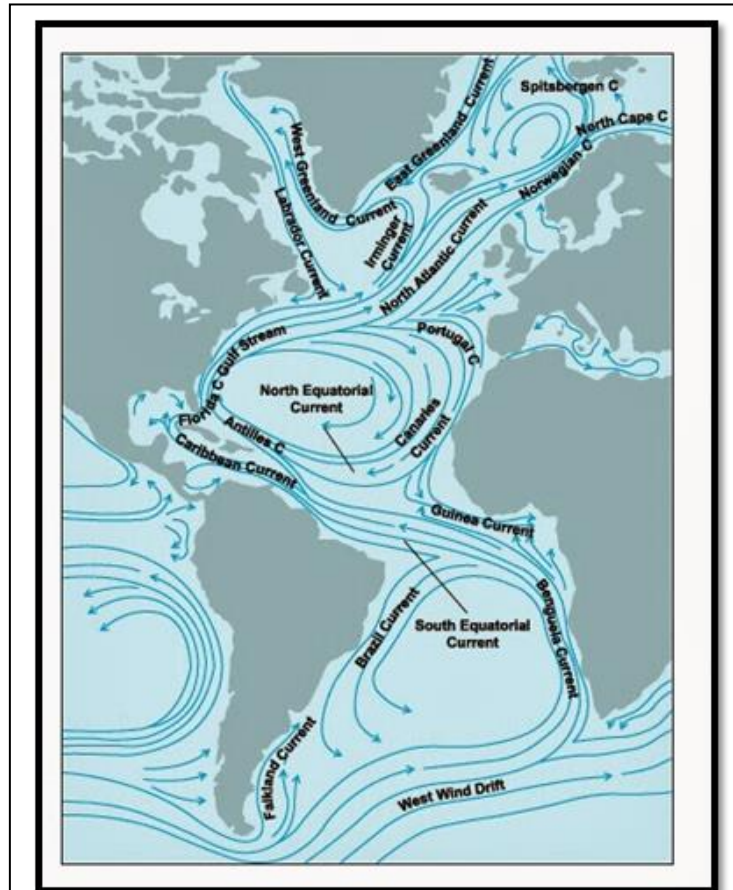 Spitsbergen C
North Cape C
East Greenland Current
Norwegian C
West Greenland Current
Labrador Current
Irminger
Current
North Atlantic Current
Gulf Stream
Portugal C
Florida C
North Equatorial
Current
Antilles C
Canaries
Current
Caribbean Current
Guinea Current
Benguela Current
Brazil Current
South Equatorial
Current
Falkland Current
West Wind Drift